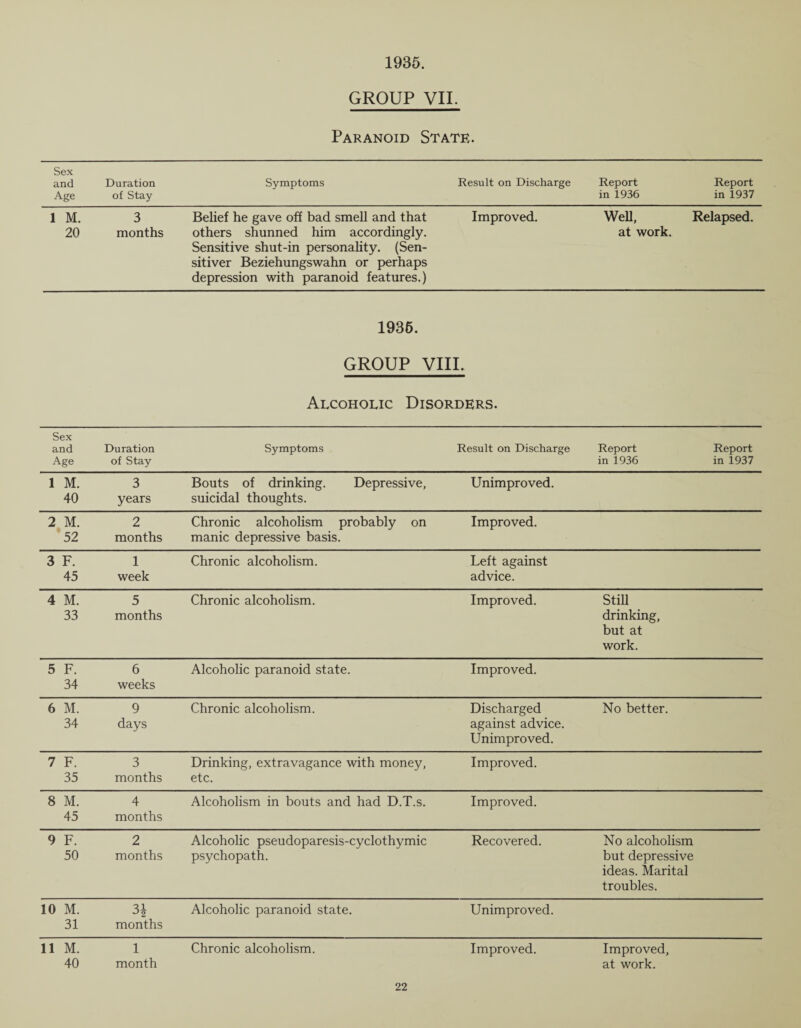 1935.
GROUP VII.
Paranoid State.
Sex and Age Duration of Stay Symptoms Result on Discharge Report in 1936 Report in 1937
1 M. 3 Belief he gave off bad smell and that Improved. Well, Relapsed.
20 months others shunned him accordingly. at work.
Sensitive shut-in personality. (Sen-
sitiver Beziehungswahn or perhaps
depression with paranoid features.)
1935.
GROUP VIII.
Alcoholic Disorders.
Sex and Age Duration of Stay Symptoms Result on Discharge Report in 1936 Report in 1937
1 M. 3 Bouts of drinking. Depressive, Unimproved.
40 years suicidal thoughts.
2 M. 2 Chronic alcoholism probably on Improved.
52 months manic depressive basis.
3 F. 1 Chronic alcoholism. Left against
45 week advice.
4 M. 5 Chronic alcoholism. Improved. Still
33 months drinking,
but at
work.
5 F. 6 Alcoholic paranoid state. Improved.
34 weeks
6 M. 9 Chronic alcoholism. Discharged No better.
34 days against advice.
Unimproved.
7 F. 3 Drinking, extravagance with money, Improved.
35 months etc.
8 M. 4 Alcoholism in bouts and had D.T.s. Improved.
45 months
9 F. 2 Alcoholic pseudoparesis-cyclothymic Recovered. No alcoholism
50 months psychopath. but depressive
ideas. Marital
troubles.
10 M. 3½ Alcoholic paranoid state. Unimproved.
31 months
11 M. 1 Chronic alcoholism. Improved. Improved,
40 month at work.
22